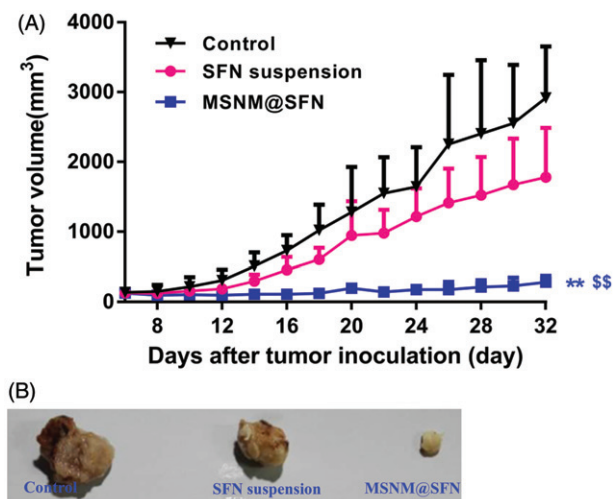 (A)
4000
3000
2000
1000
0
Tumor volume(mm³)
Control
SFN suspension
MSNM@SFN
** $$
8 12 16 20 24 28 32
Days after tumor inoculation (day)
(B)
Control SFN suspension MSNM@SFN